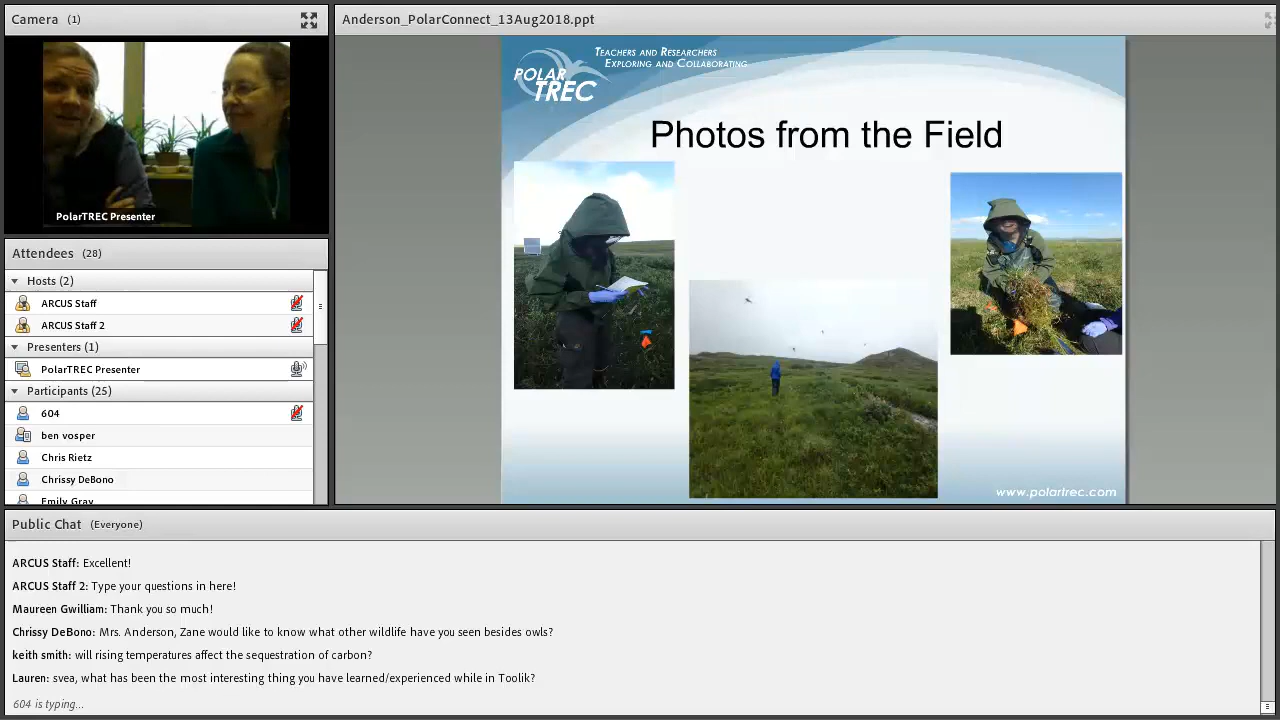 Camera (1)
PolarTREC Presenter
Attendees (28)
Hosts (2)
ARCUS Staff
ARCUS Staff 2
Presenters (1)
PolarTREC Presenter
Participants (25)
604
ben vosper
Chris Rietz
Chrissy DeBono
Emily Gray
Anderson_PolarConnect_13Aug2018.ppt
POLAR
TREC
TEACHERS AND RESEARCHERS
EXPLORING AND COLLABORATING
Photos from the Field
www.polartrec.com
Public Chat (Everyone)
ARCUS Staff: Excellent!
ARCUS Staff 2: Type your questions in here!
Maureen Gwilliam: Thank you so much!
Chrissy DeBono: Mrs. Anderson, Zane would like to know what other wildlife have you seen besides owls?
keith smith: will rising temperatures affect the sequestration of carbon?
Lauren: svea, what has been the most interesting thing you have learned/experienced while in Toolik?
604 is typing...